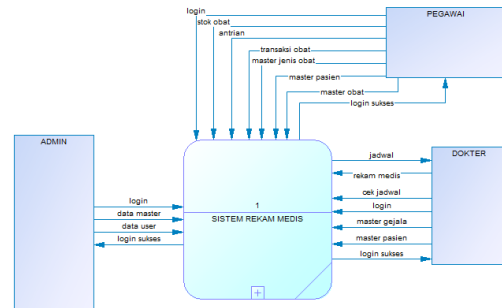 login
stok obat
antrian
transaksi obat
master jenis obat
master pasien
master obat
login sukses
PEGAWAI
ADMIN
login
data master
data user
login sukses
1
SISTEM REKAM MEDIS
jadwal
rekam medis
cek jadwal
login
master gejala
master pasien
login sukses
DOKTER